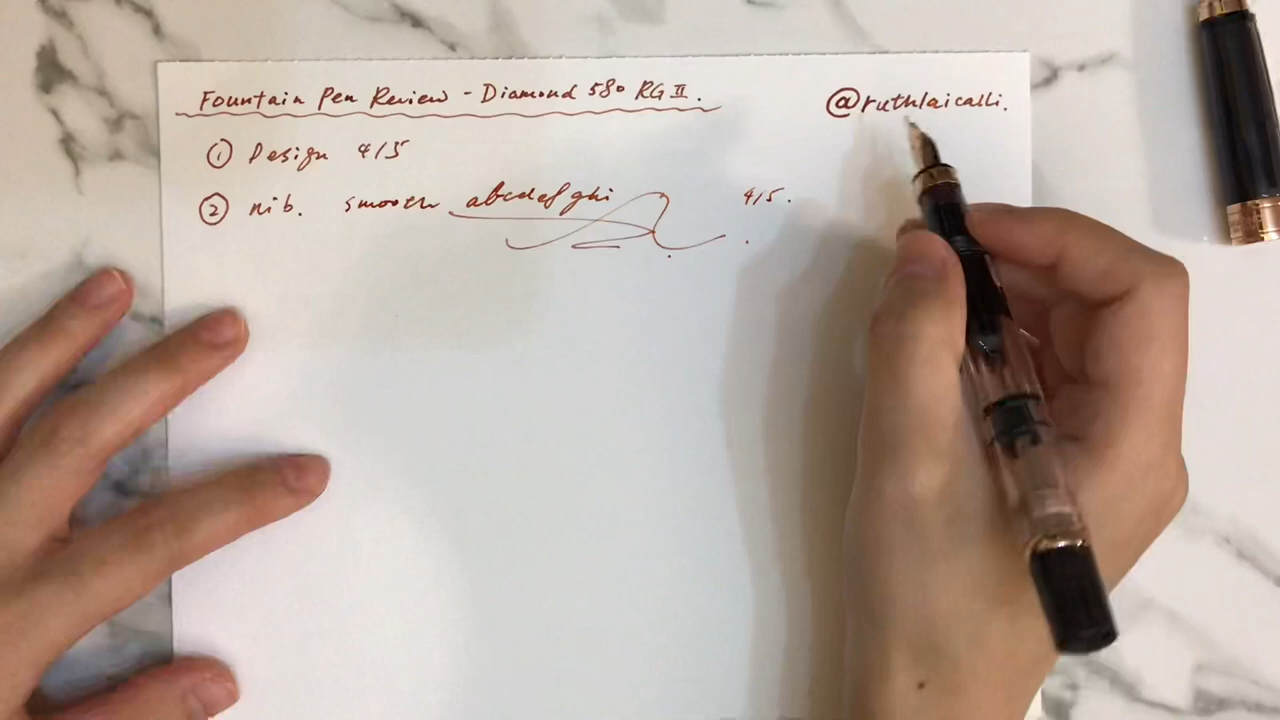 Fountain Pen Review - Diamond 580 RG II.
@ruthlaicalli.
① Design 4/5
② nib. smooth abcdefghi 4/5.